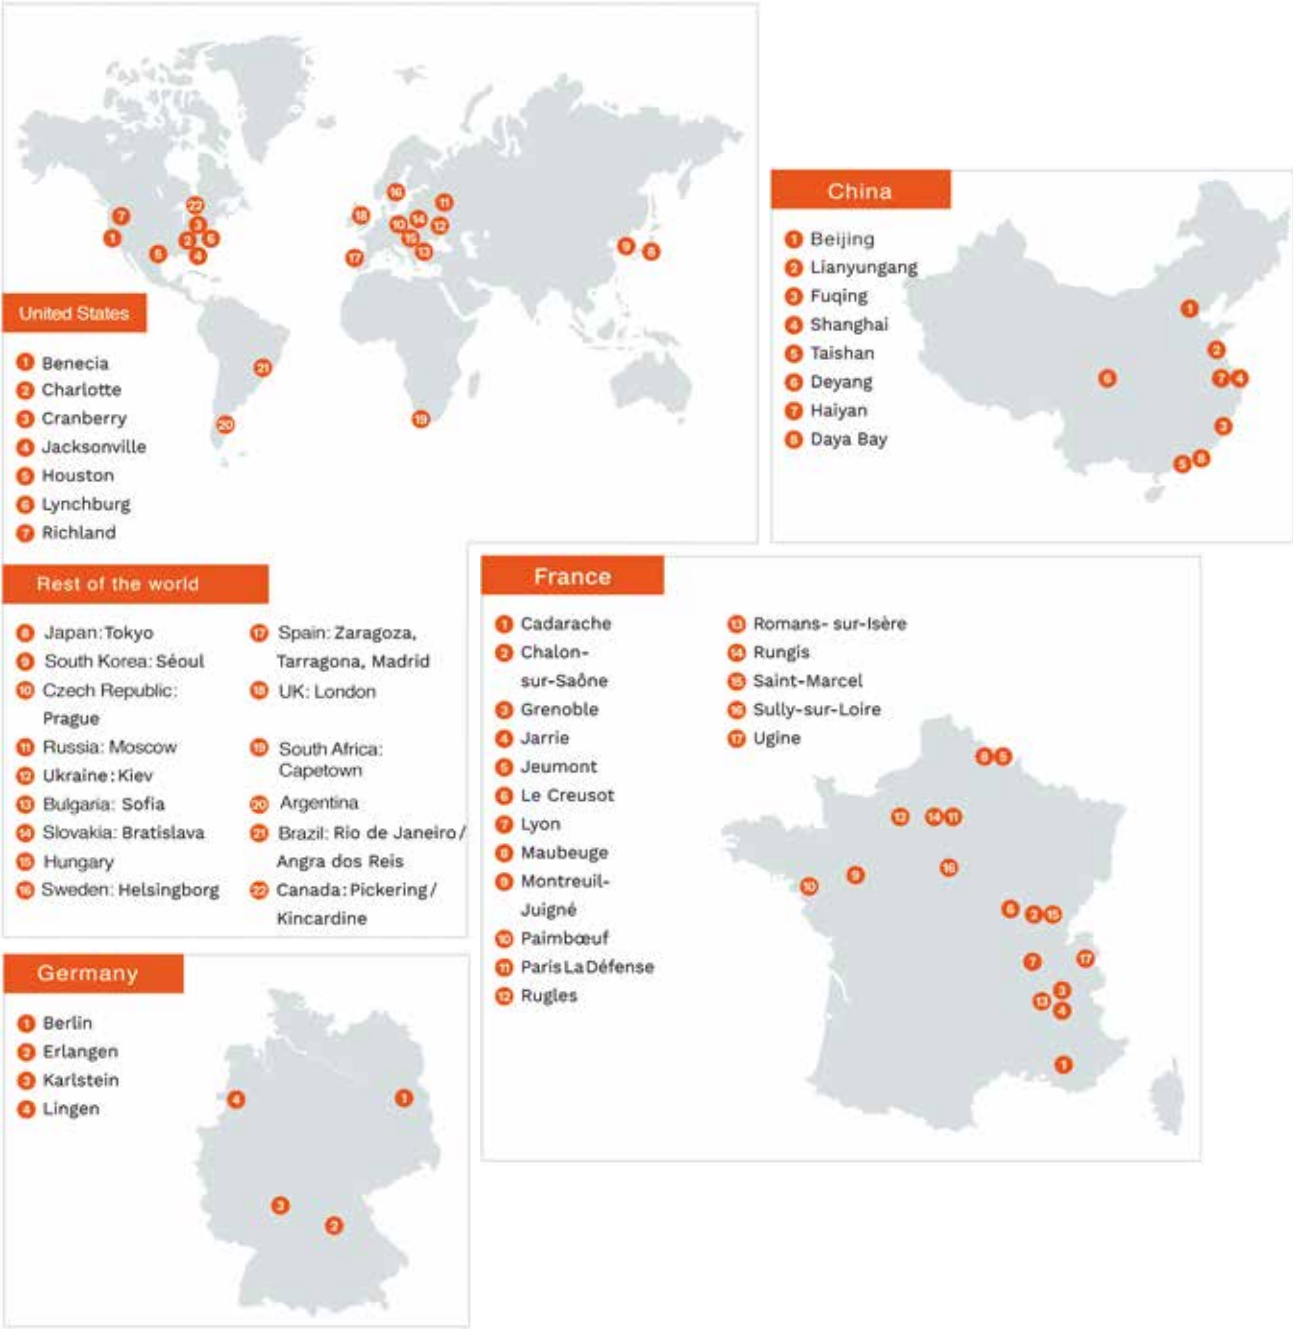 United States
1 Benecia
2 Charlotte
3 Cranberry
4 Jacksonville
5 Houston
6 Lynchburg
7 Richland
Rest of the world
8 Japan: Tokyo
9 South Korea: Séoul
10 Czech Republic:
Prague
11 Russia: Moscow
12 Ukraine: Kiev
13 Bulgaria: Sofia
14 Slovakia: Bratislava
15 Hungary
16 Sweden: Helsingborg
17 Spain: Zaragoza,
Tarragona, Madrid
18 UK: London
19 South Africa:
Capetown
20 Argentina
21 Brazil: Rio de Janeiro/
Angra dos Reis
22 Canada: Pickering/
Kincardine
China
1 Beijing
2 Lianyungang
3 Fuqing
4 Shanghai
5 Taishan
6 Deyang
7 Haiyan
8 Daya Bay
France
1 Cadarache
2 Chalon-
sur-Saône
3 Grenoble
4 Jarrie
5 Jeumont
6 Le Creusot
7 Lyon
8 Maubeuge
9 Montreuil-
Juigné
10 Paimbœuf
11 Paris La Défense
12 Rugles
13 Romans- sur-Isère
14 Rungis
15 Saint-Marcel
16 Sully-sur-Loire
17 Ugine
Germany
1 Berlin
2 Erlangen
3 Karlstein
4 Lingen